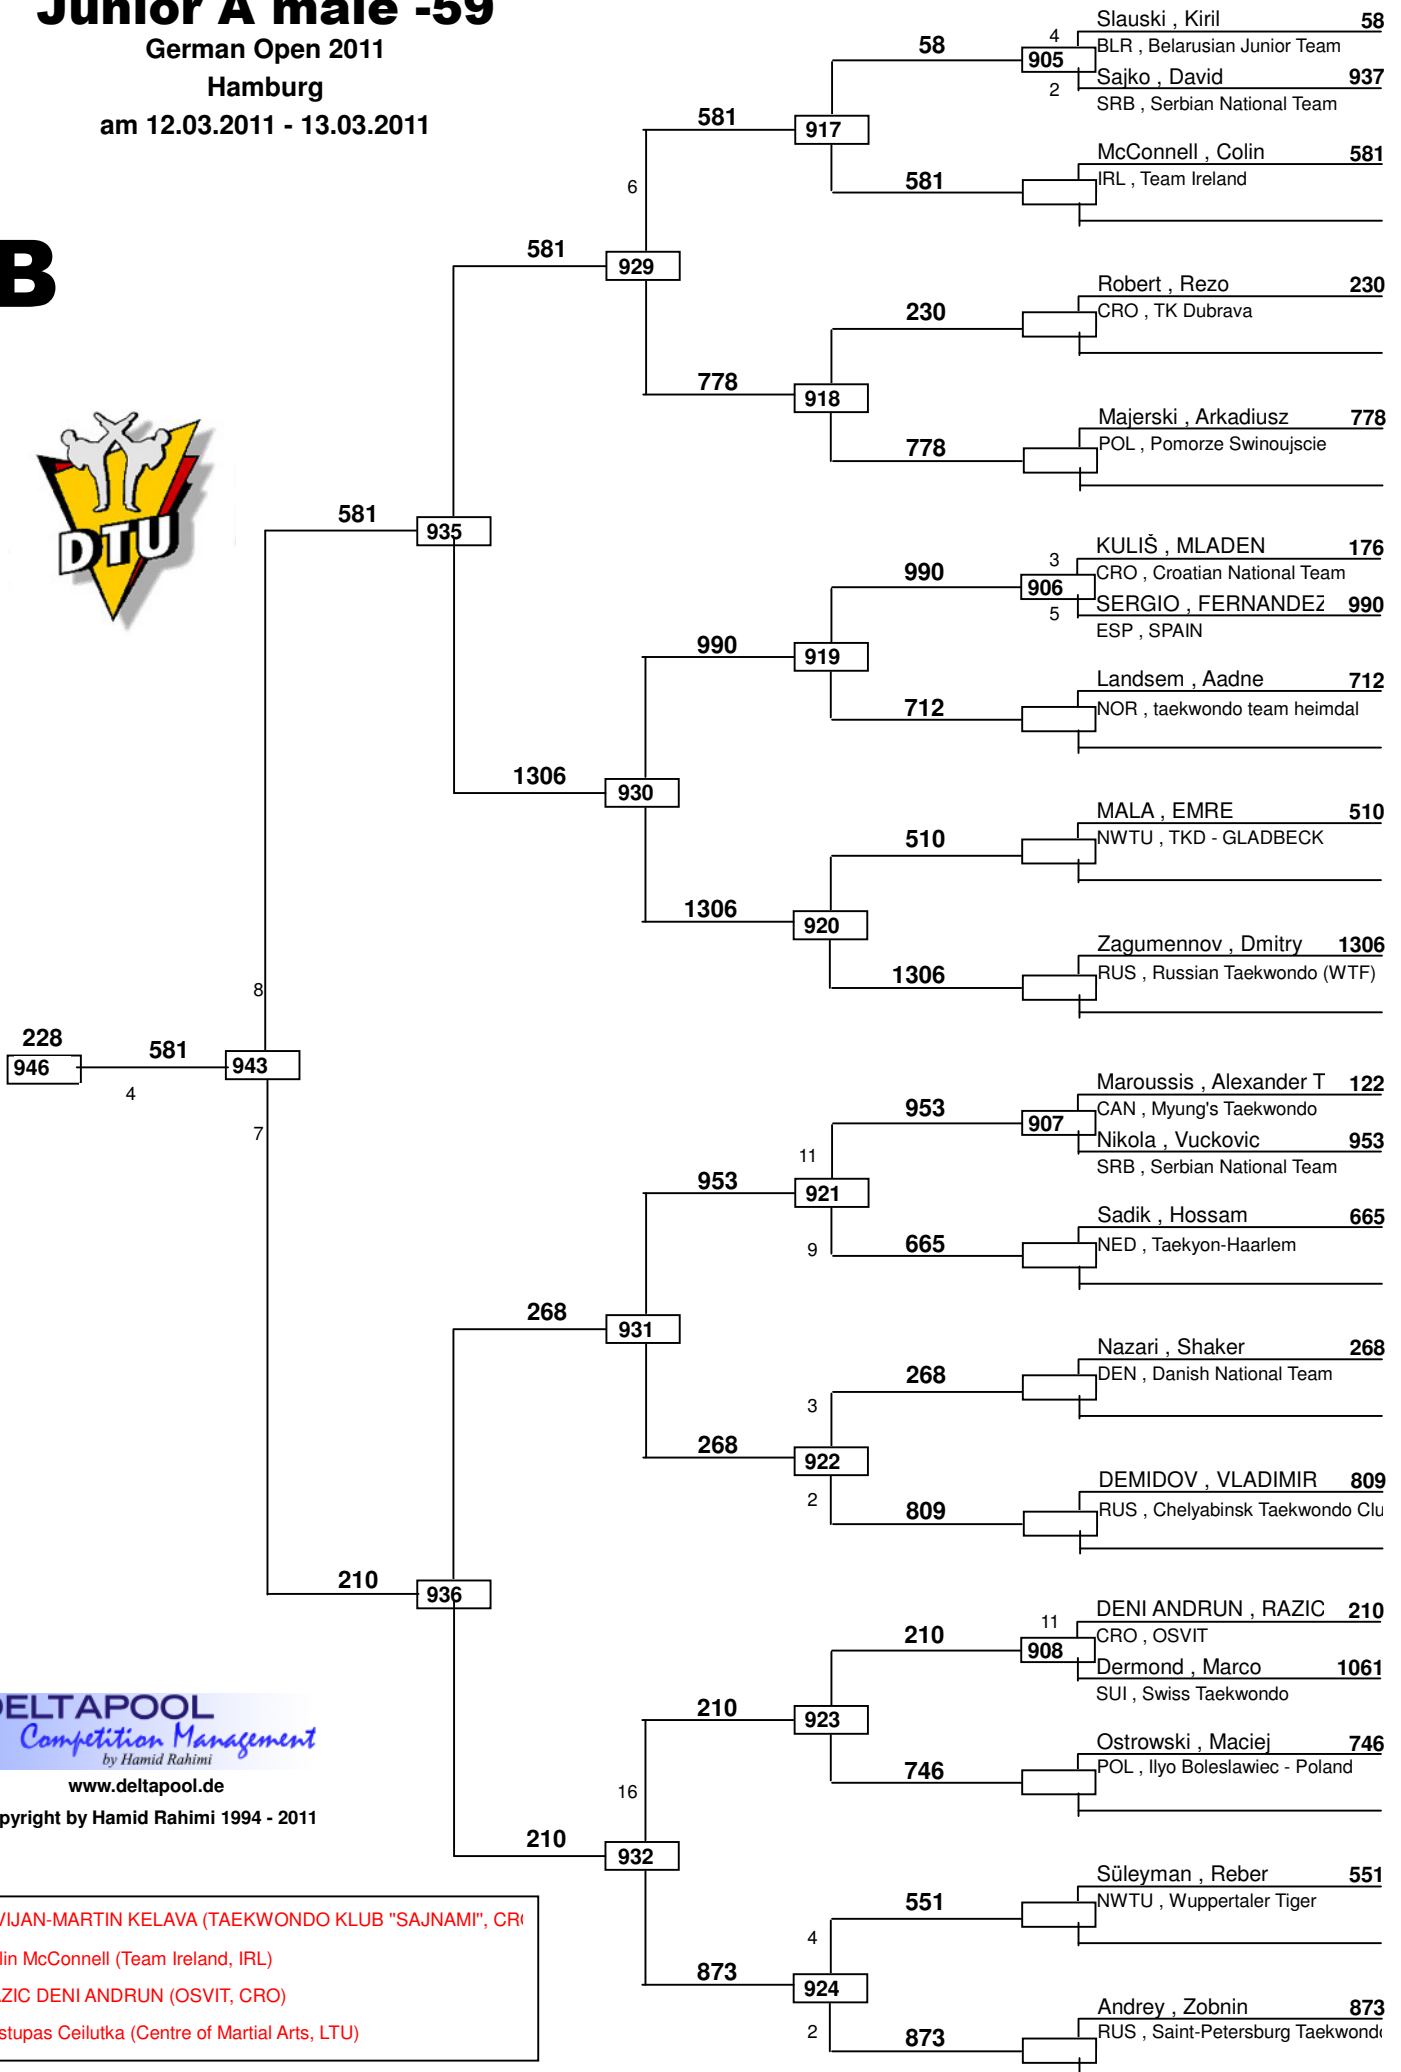 Junior A male -59
German Open 2011
Hamburg
am 12.03.2011 - 13.03.2011
B
DTU
Slauski , Kiril 58
BLR , Belarusian Junior Team
4
58
905
Sajko , David 937
2
SRB , Serbian National Team
581
917
McConnell , Colin 581
IRL , Team Ireland
581
6
581
929
Robert , Rezo 230
CRO , TK Dubrava
230
778
918
Majerski , Arkadiusz 778
POL , Pomorze Swinoujscie
778
581
935
KULIŠ , MLADEN 176
3
CRO , Croatian National Team
990
906
SERGIO , FERNANDEZ 990
5
ESP , SPAIN
990
919
Landsem , Aadne 712
NOR , taekwondo team heimdal
712
1306
930
MALA , EMRE 510
NWTU , TKD - GLADBECK
510
1306
920
Zagumennov , Dmitry 1306
RUS , Russian Taekwondo (WTF)
1306
8
228
946
581
943
4
7
Maroussis , Alexander T 122
CAN , Myung's Taekwondo
953
907
Nikola , Vuckovic 953
SRB , Serbian National Team
11
953
921
Sadik , Hossam 665
NED , Taekyon-Haarlem
665
9
268
931
Nazari , Shaker 268
DEN , Danish National Team
268
3
268
922
2
DEMIDOV , VLADIMIR 809
RUS , Chelyabinsk Taekwondo Clu
809
210
936
DENI ANDRUN , RAZIC 210
11
CRO , OSVIT
210
908
Dermond , Marco 1061
SUI , Swiss Taekwondo
210
923
Ostrowski , Maciej 746
POL , Ilyo Boleslawiec - Poland
746
16
210
932
Süleyman , Reber 551
NWTU , Wuppertaler Tiger
551
4
873
924
2
Andrey , Zobnin 873
RUS , Saint-Petersburg Taekwondo
873
DELTAPOOL
Competition Management
by Hamid Rahimi
www.deltapool.de
pyright by Hamid Rahimi 1994 - 2011
VIJAN-MARTIN KELAVA (TAEKWONDO KLUB "SAJNAMI", CRO
lin McConnell (Team Ireland, IRL)
AZIC DENI ANDRUN (OSVIT, CRO)
stupas Ceilutka (Centre of Martial Arts, LTU)